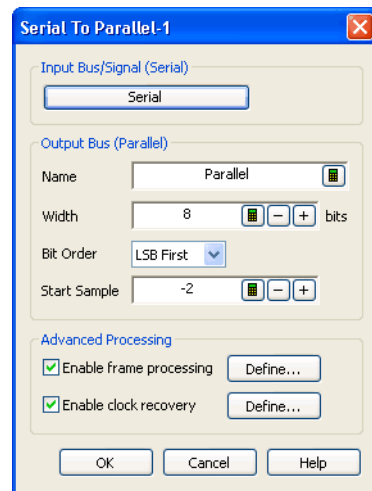 Serial To Parallel-1
Input Bus/Signal (Serial)
Serial
Output Bus (Parallel)
Name Parallel
Width 8 bits
Bit Order LSB First
Start Sample -2
Advanced Processing
Enable frame processing Define...
Enable clock recovery Define...
OK Cancel Help